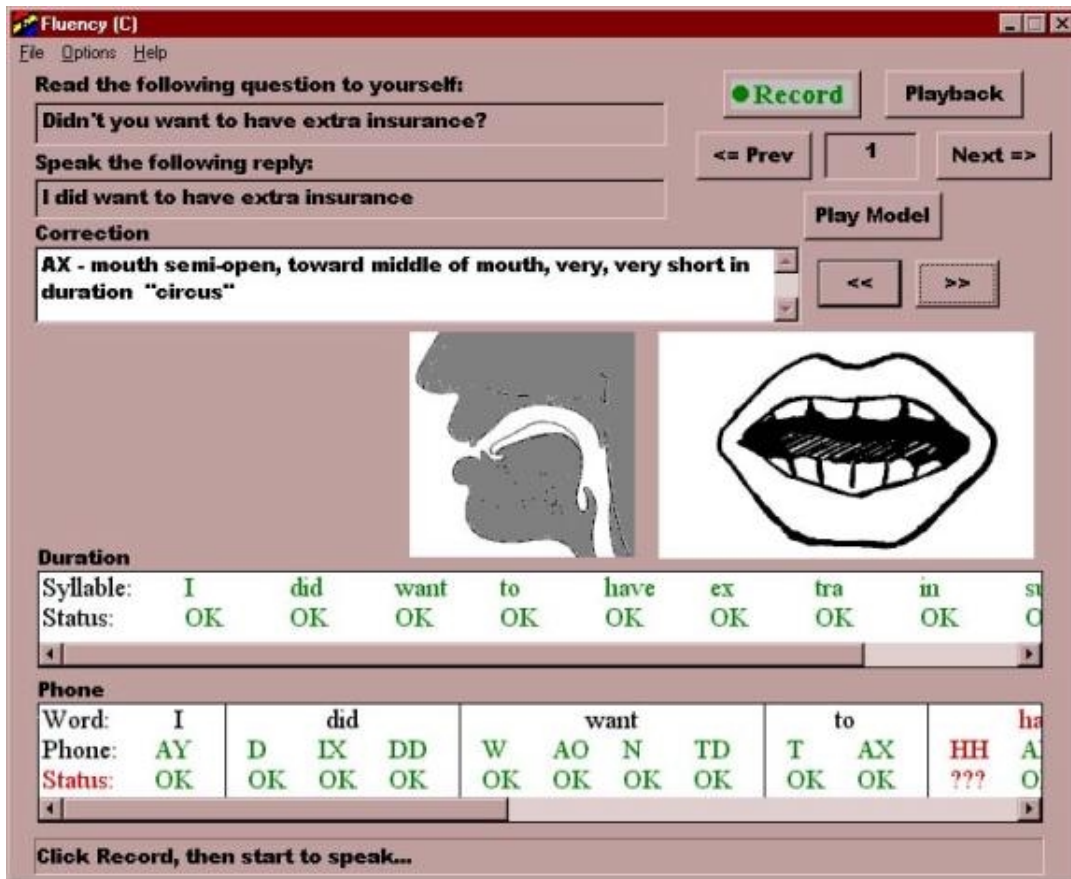 Fluency (C)
File Options Help
Read the following question to yourself:
Didn't you want to have extra insurance?
Speak the following reply:
I did want to have extra insurance
Record Playback
<= Prev 1 Next =>
Play Model
Correction
AX - mouth semi-open, toward middle of mouth, very, very short in
duration "circus"
<< >>
Duration
Syllable: I did want to have ex tra in su
Status: OK OK OK OK OK OK OK OK O
Phone
Word: I did want to ha
Phone: AY D IX DD W AO N TD T AX HH A
Status: OK OK OK OK OK OK OK OK OK OK ??? O
Click Record, then start to speak...